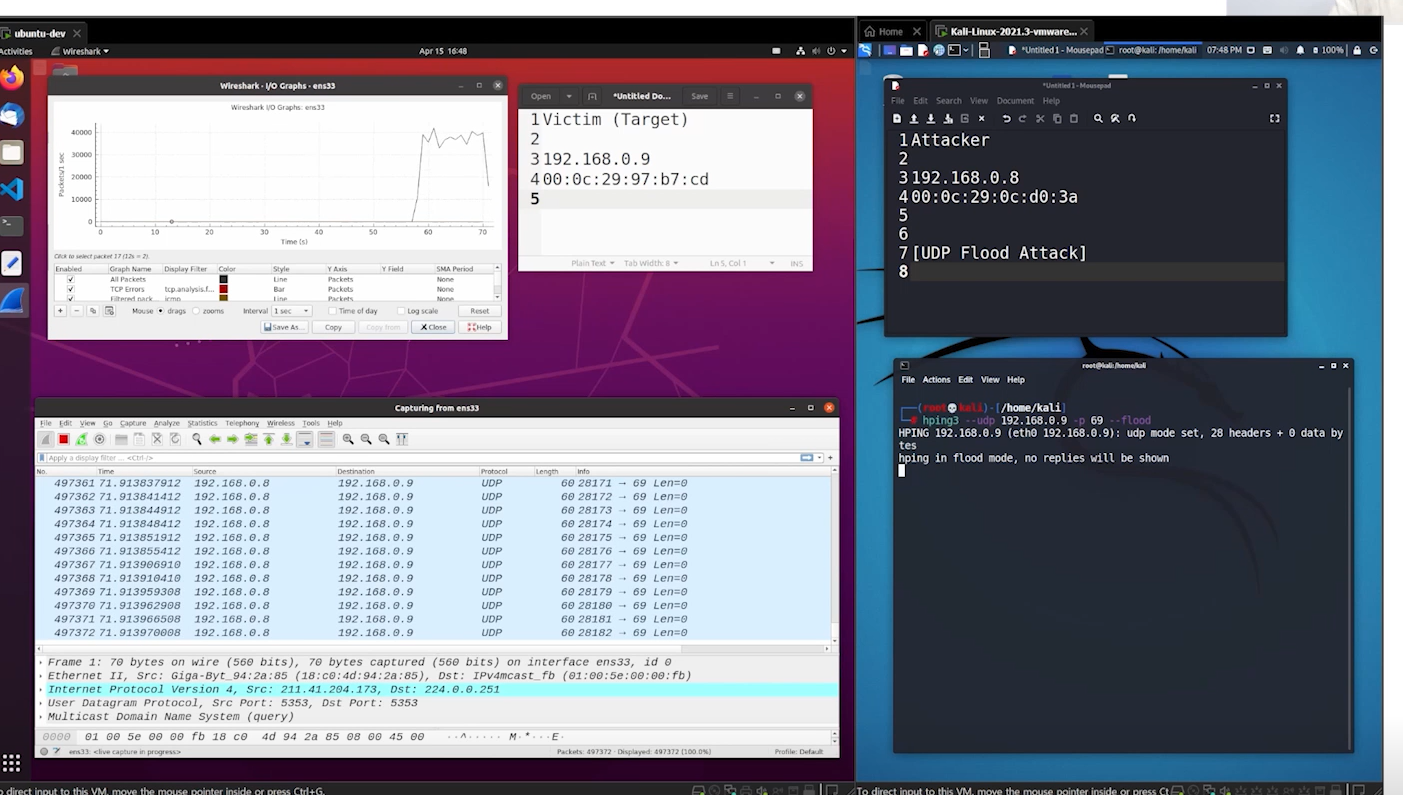 ubuntu-dev
Activities
Wireshark
Apr 15 16:48
Wireshark · I/O Graphs · ens33
Wireshark I/O Graphs: ens33
Packets/1 sec
40000
30000
20000
10000
0
0 10 20 30 40 50 60 70
Time (s)
Click to select packet 17 (12s = 2).
Enabled Graph Name Display Filter Color Style Y Axis Y Field SMA Period
All Packets Line Packets None
TCP Errors tcp.analysis.f... Bar Packets None
Filtered pack... icmp Line Packets None
Mouse drags zooms Interval 1 sec Time of day Log scale Reset
Save As... Copy Copy from Close Help
Open *Untitled Do... Save
1 Victim (Target)
2
3 192.168.0.9
4 00:0c:29:97:b7:cd
5
Plain Text Tab Width: 8 Ln 5, Col 1 INS
Capturing from ens33
File Edit View Go Capture Analyze Statistics Telephony Wireless Tools Help
Apply a display filter ... <Ctrl-/>
No. Time Source Destination Protocol Length Info
497361 71.913837912 192.168.0.8 192.168.0.9 UDP 60 28171 → 69 Len=0
497362 71.913841412 192.168.0.8 192.168.0.9 UDP 60 28172 → 69 Len=0
497363 71.913844912 192.168.0.8 192.168.0.9 UDP 60 28173 → 69 Len=0
497364 71.913848412 192.168.0.8 192.168.0.9 UDP 60 28174 → 69 Len=0
497365 71.913851912 192.168.0.8 192.168.0.9 UDP 60 28175 → 69 Len=0
497366 71.913855412 192.168.0.8 192.168.0.9 UDP 60 28176 → 69 Len=0
497367 71.913906910 192.168.0.8 192.168.0.9 UDP 60 28177 → 69 Len=0
497368 71.913910410 192.168.0.8 192.168.0.9 UDP 60 28178 → 69 Len=0
497369 71.913959308 192.168.0.8 192.168.0.9 UDP 60 28179 → 69 Len=0
497370 71.913962908 192.168.0.8 192.168.0.9 UDP 60 28180 → 69 Len=0
497371 71.913966508 192.168.0.8 192.168.0.9 UDP 60 28181 → 69 Len=0
497372 71.913970008 192.168.0.8 192.168.0.9 UDP 60 28182 → 69 Len=0
Frame 1: 70 bytes on wire (560 bits), 70 bytes captured (560 bits) on interface ens33, id 0
Ethernet II, Src: Giga-Byt_94:2a:85 (18:c0:4d:94:2a:85), Dst: IPv4mcast_fb (01:00:5e:00:00:fb)
Internet Protocol Version 4, Src: 211.41.204.173, Dst: 224.0.0.251
User Datagram Protocol, Src Port: 5353, Dst Port: 5353
Multicast Domain Name System (query)
0000 01 00 5e 00 00 fb 18 c0 4d 94 2a 85 08 00 45 00 ··^····· M·*···E·
ens33: <live capture in progress> Packets: 497372 · Displayed: 497372 (100.0%) Profile: Default
o direct input to this VM, move the mouse pointer inside or press Ctrl+G.
Home
Kali-Linux-2021.3-vmware...
*Untitled 1 - Mousepad root@kali: /home/kali 07:48 PM 100%
*Untitled 1 - Mousepad
File Edit Search View Document Help
1 Attacker
2
3 192.168.0.8
4 00:0c:29:0c:d0:3a
5
6
7 [UDP Flood Attack]
8
root@kali: /home/kali
File Actions Edit View Help
(root kali)-[/home/kali]
# hping3 --udp 192.168.0.9 -p 69 --flood
HPING 192.168.0.9 (eth0 192.168.0.9): udp mode set, 28 headers + 0 data by
tes
hping in flood mode, no replies will be shown
To direct input to this VM, move the mouse pointer inside or press Ct